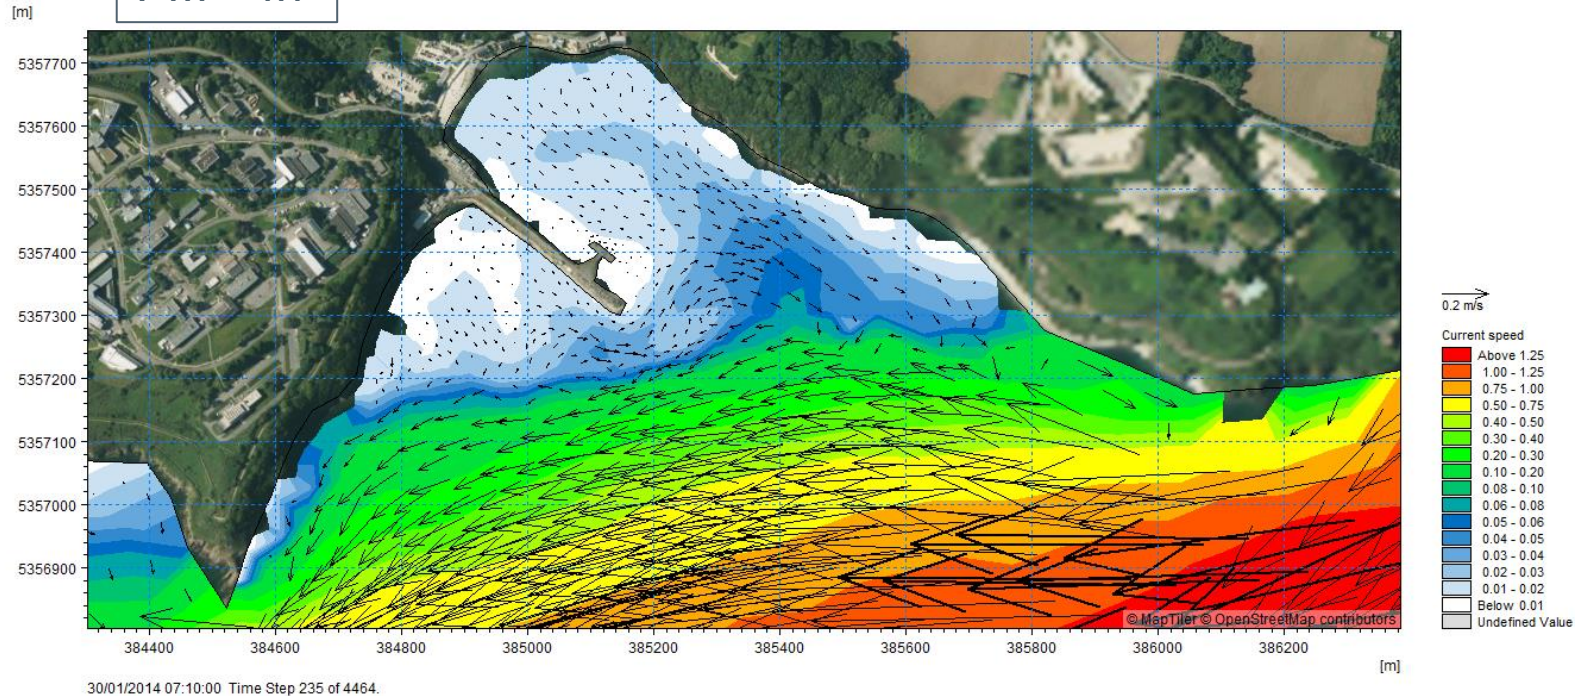 [m]
5357700
5357600
5357500
5357400
5357300
5357200
5357100
5357000
5356900
384400 384600 384800 385000 385200 385400 385600 385800 386000 386200
[m]
© MapTiler © OpenStreetMap contributors
30/01/2014 07:10:00 Time Step 235 of 4464.
0.2 m/s
Current speed
Above 1.25
1.00 - 1.25
0.75 - 1.00
0.50 - 0.75
0.40 - 0.50
0.30 - 0.40
0.20 - 0.30
0.10 - 0.20
0.08 - 0.10
0.06 - 0.08
0.05 - 0.06
0.04 - 0.05
0.03 - 0.04
0.02 - 0.03
0.01 - 0.02
Below 0.01
Undefined Value